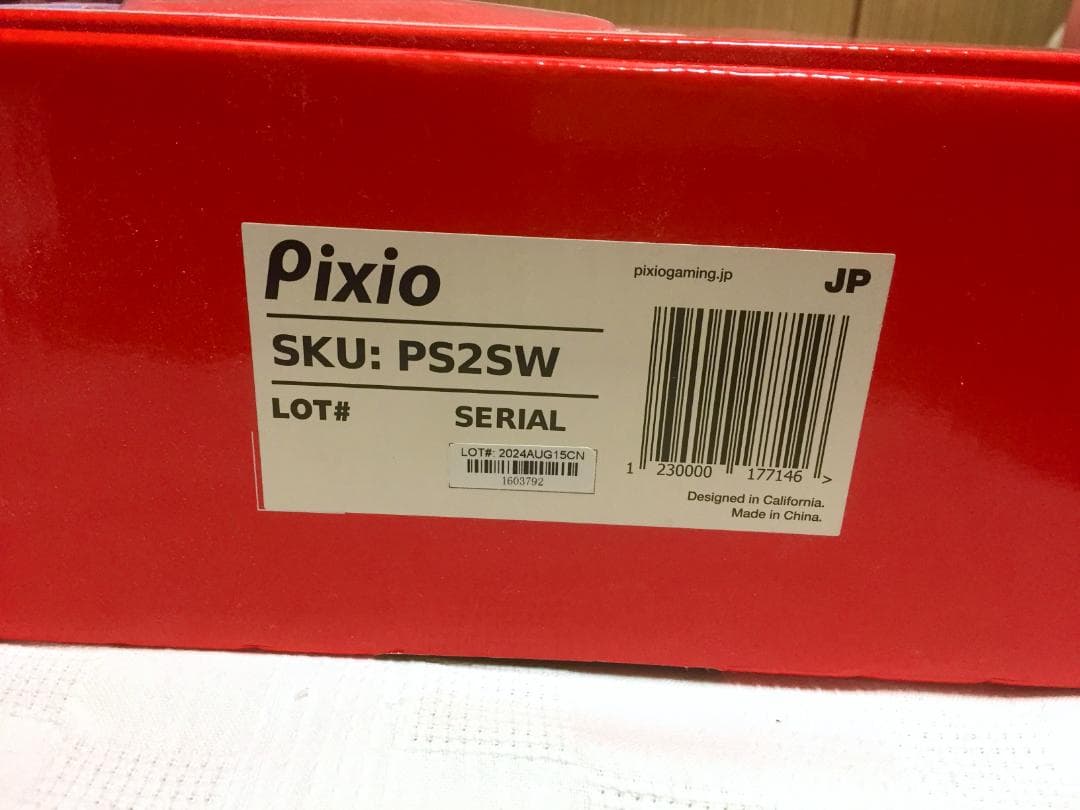 Pixio
SKU: PS2SW
LOT#
SERIAL
LOT#: 2024AUG15CN
1603792
pixiogaming.jp
JP
1 230000 177146 >
Designed in California.
Made in China.